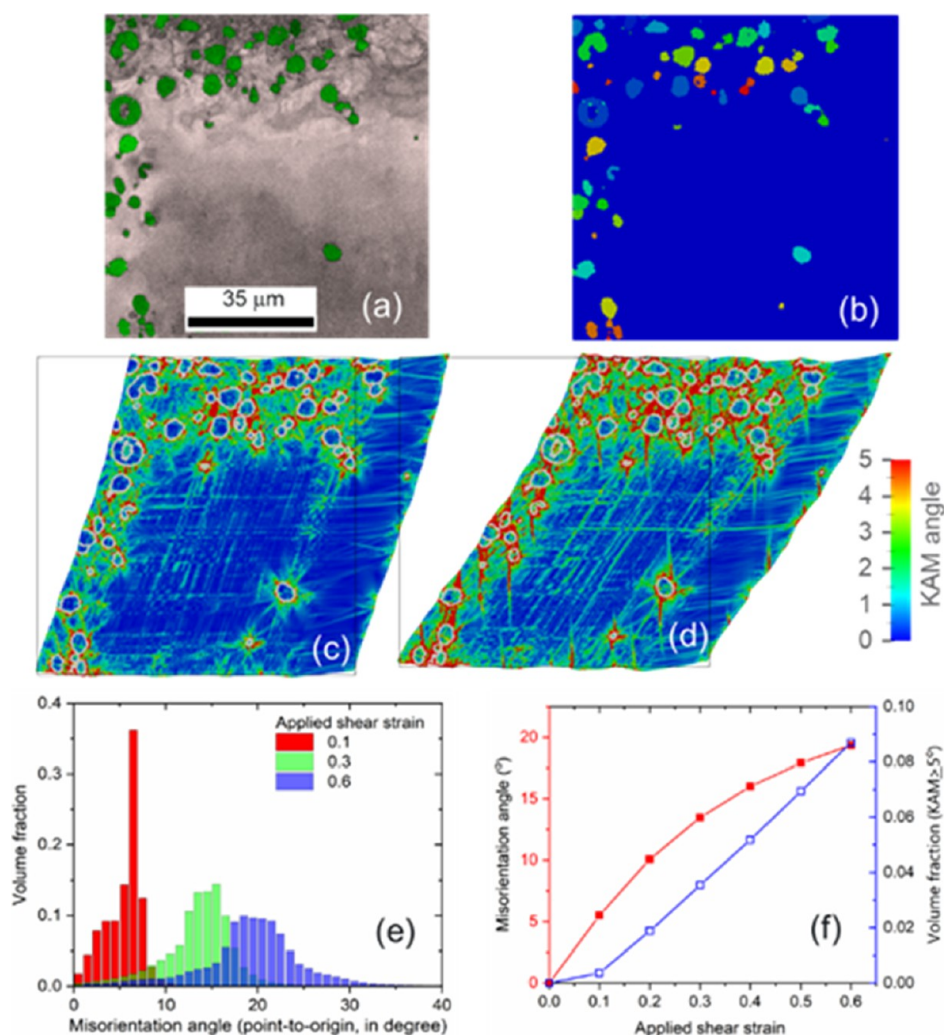 35 μm
(a)
(b)
(c)
(d)
5
4
3
2
1
0
KAM angle
0.4
0.3
0.2
0.1
0.0
Volume fraction
Applied shear strain
0.1
0.3
0.6
(e)
0 10 20 30 40
Misorientation angle (point-to-origin, in degree)
20
15
10
5
0
Misorientation angle (°)
0.10
0.08
0.06
0.04
0.02
0.00
Volume fraction (KAM≥5°)
(f)
0.0 0.1 0.2 0.3 0.4 0.5 0.6
Applied shear strain